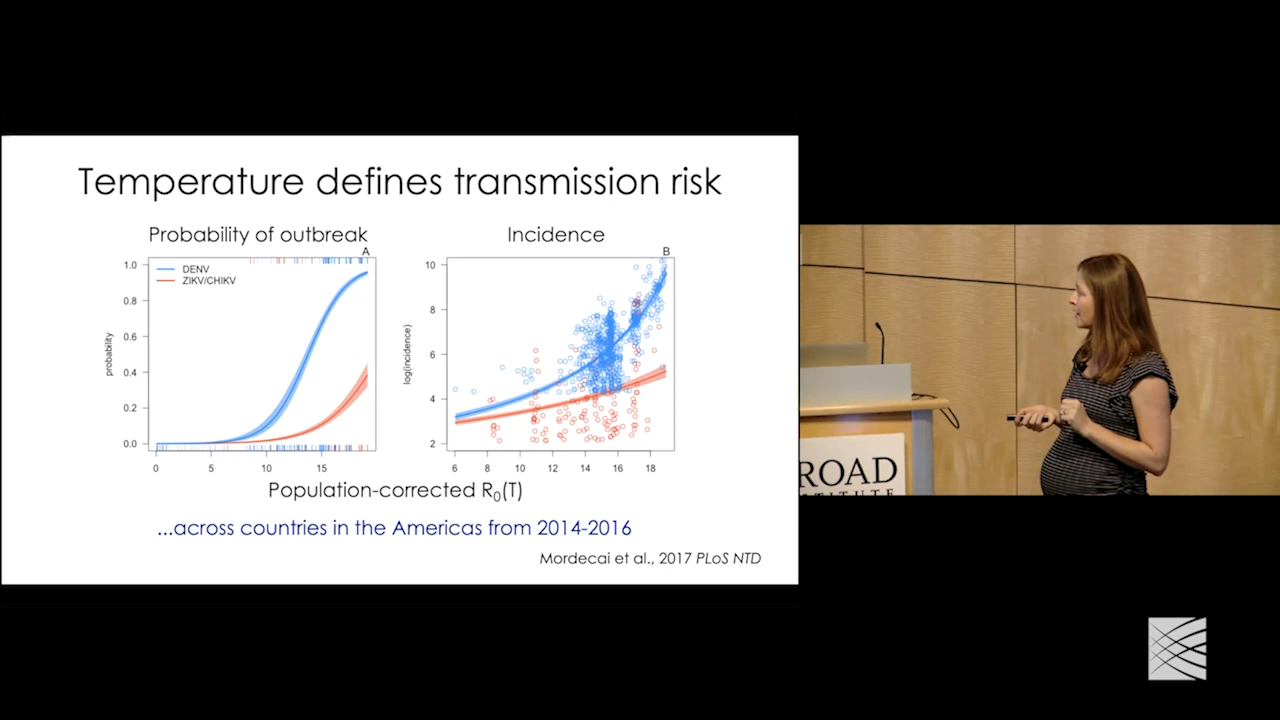 Temperature defines transmission risk
Probability of outbreak
Incidence
A
B
DENV
ZIKV/CHIKV
1.0
0.8
0.6
0.4
0.2
0.0
probability
0
5
10
15
10
8
6
4
2
log(incidence)
6
8
10
12
14
16
18
Population-corrected R0(T)
...across countries in the Americas from 2014-2016
Mordecai et al., 2017 PLoS NTD
ROAD
STITUTE